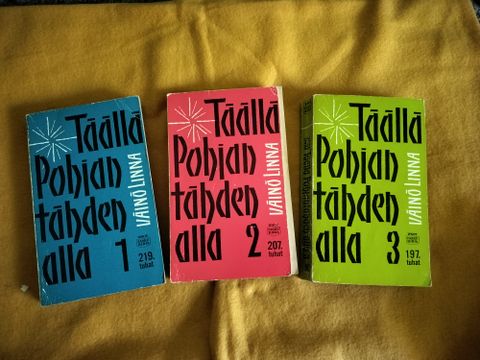 Täällä
Pohjan
tähden
alla 1
VÄINÖ LINNA
219.
tuhat
Täällä
Pohjan
tähden
alla 2
VÄINÖ LINNA
207.
tuhat
Täällä
Pohjan
tähden
alla 3
VÄINÖ LINNA
197.
tuhat